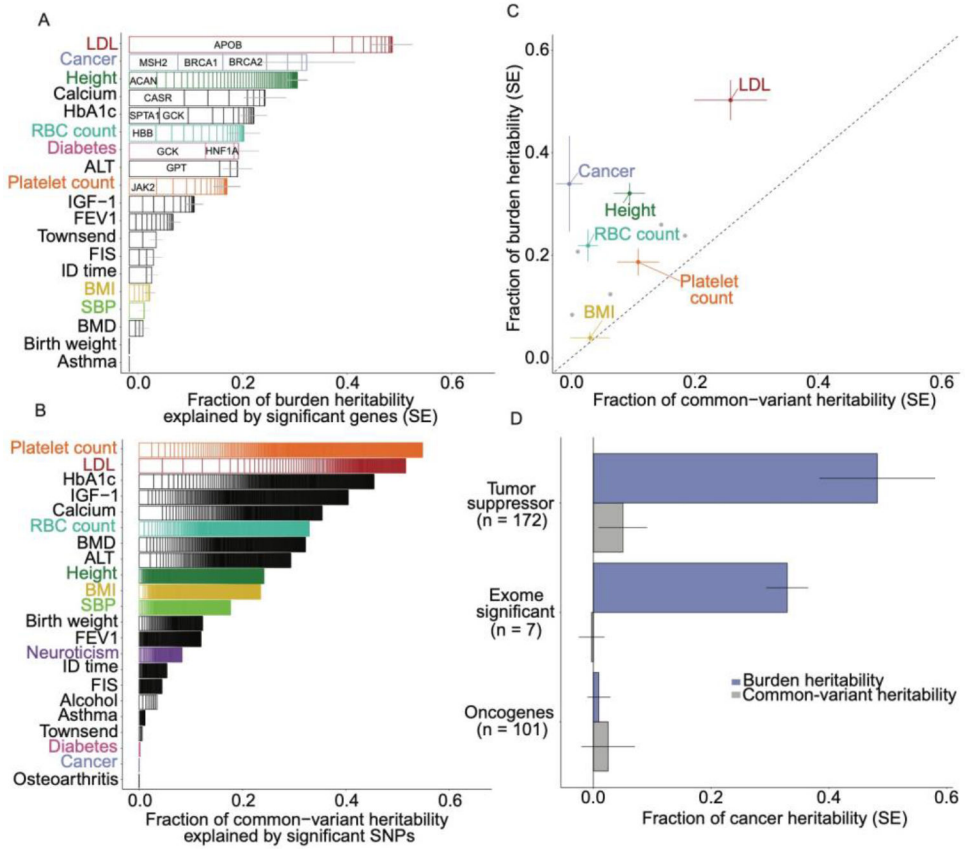 A
LDL
APOB
Cancer
MSH2 BRCA1 BRCA2
Height
ACAN
Calcium
CASR
HbA1c
SPTA1 GCK
RBC count
HBB
Diabetes
GCK HNF1A
ALT
GPT
Platelet count
JAK2
IGF−1
FEV1
Townsend
FIS
ID time
BMI
SBP
BMD
Birth weight
Asthma
0.0 0.2 0.4 0.6
Fraction of burden heritability
explained by significant genes (SE)
B
Platelet count
LDL
HbA1c
IGF−1
Calcium
RBC count
BMD
ALT
Height
BMI
SBP
Birth weight
FEV1
Neuroticism
ID time
FIS
Alcohol
Asthma
Townsend
Diabetes
Cancer
Osteoarthritis
0.0 0.2 0.4 0.6
Fraction of common−variant heritability
explained by significant SNPs
C
Fraction of burden heritability (SE)
0.6
0.4
0.2
0.0
LDL
Cancer
Height
RBC count
Platelet
count
BMI
0.0 0.2 0.4 0.6
Fraction of common−variant heritability (SE)
D
Tumor
suppressor
(n = 172)
Exome
significant
(n = 7)
Oncogenes
(n = 101)
Burden heritability
Common−variant heritability
0.0 0.2 0.4 0.6
Fraction of cancer heritability (SE)